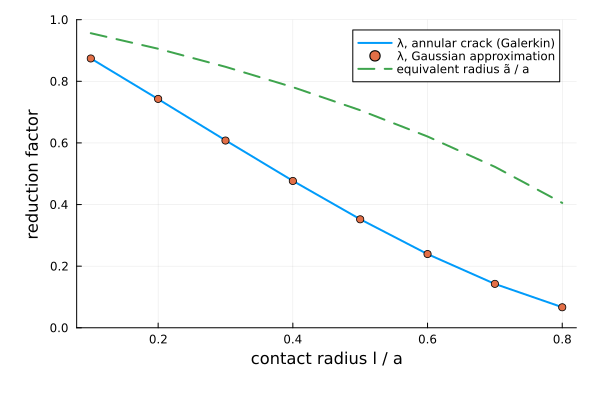 1.0
0.8
0.6
0.4
0.2
0.0
reduction factor
λ, annular crack (Galerkin)
λ, Gaussian approximation
equivalent radius ã / a
0.2 0.4 0.6 0.8
contact radius l / a